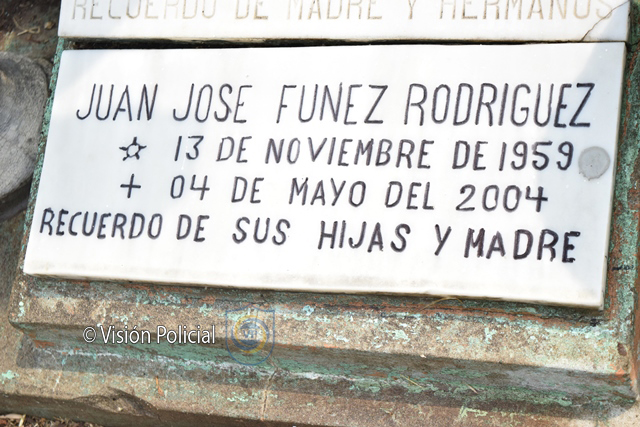 RECUERDO DE MADRE Y HERMANOS
JUAN JOSE FUNEZ RODRIGUEZ
☆ 13 DE NOVIEMBRE DE 1959
+ 04 DE MAYO DEL 2004
RECUERDO DE SUS HIJAS Y MADRE
© Visión Policial